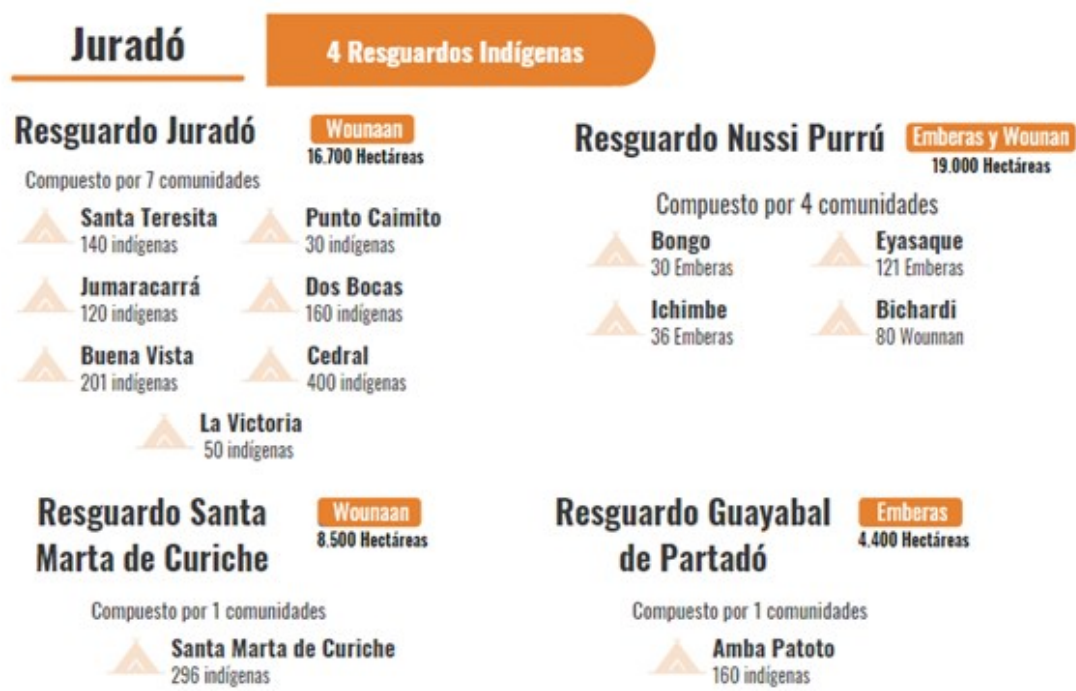 Juradó
4 Resguardos Indígenas
Resguardo Juradó
Wounaan
16.700 Hectáreas
Compuesto por 7 comunidades
Santa Teresita
140 indígenas
Punto Caimito
30 indígenas
Jumaracarrá
120 indígenas
Dos Bocas
160 indígenas
Buena Vista
201 indígenas
Cedral
400 indígenas
La Victoria
50 indígenas
Resguardo Nussi Purrú
Emberas y Wounan
19.000 Hectáreas
Compuesto por 4 comunidades
Bongo
30 Emberas
Eyasaque
121 Emberas
Ichimbe
36 Emberas
Bichardi
80 Wounnan
Resguardo Santa
Marta de Curiche
Wounaan
8.500 Hectáreas
Compuesto por 1 comunidades
Santa Marta de Curiche
296 indígenas
Resguardo Guayabal
de Partadó
Emberas
4.400 Hectáreas
Compuesto por 1 comunidades
Amba Patoto
160 indígenas